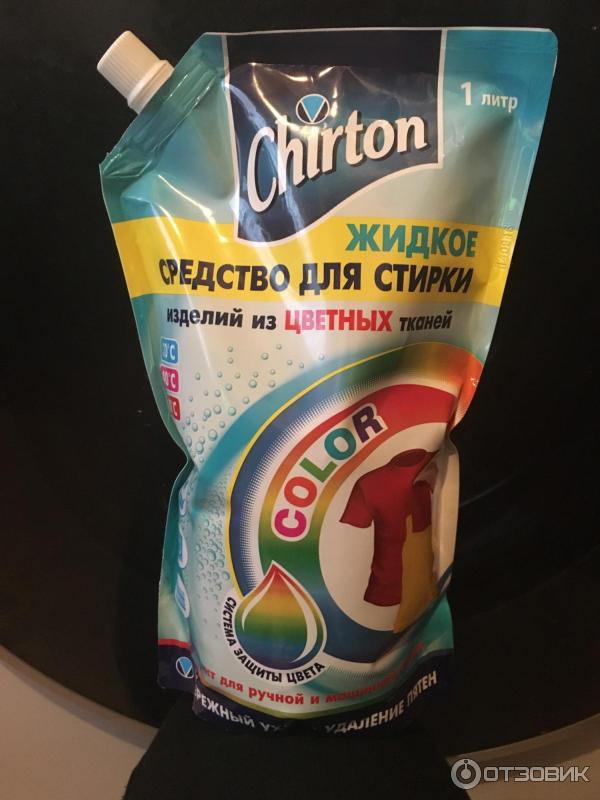 1 литр
Chirton
ЖИДКОЕ
СРЕДСТВО ДЛЯ СТИРКИ
изделий из ЦВЕТНЫХ тканей
COLOR
СИСТЕМА ЗАЩИТЫ ЦВЕТА
для ручной и
УДАЛЕНИЕ ПЯТЕН
ОТЗОВИК